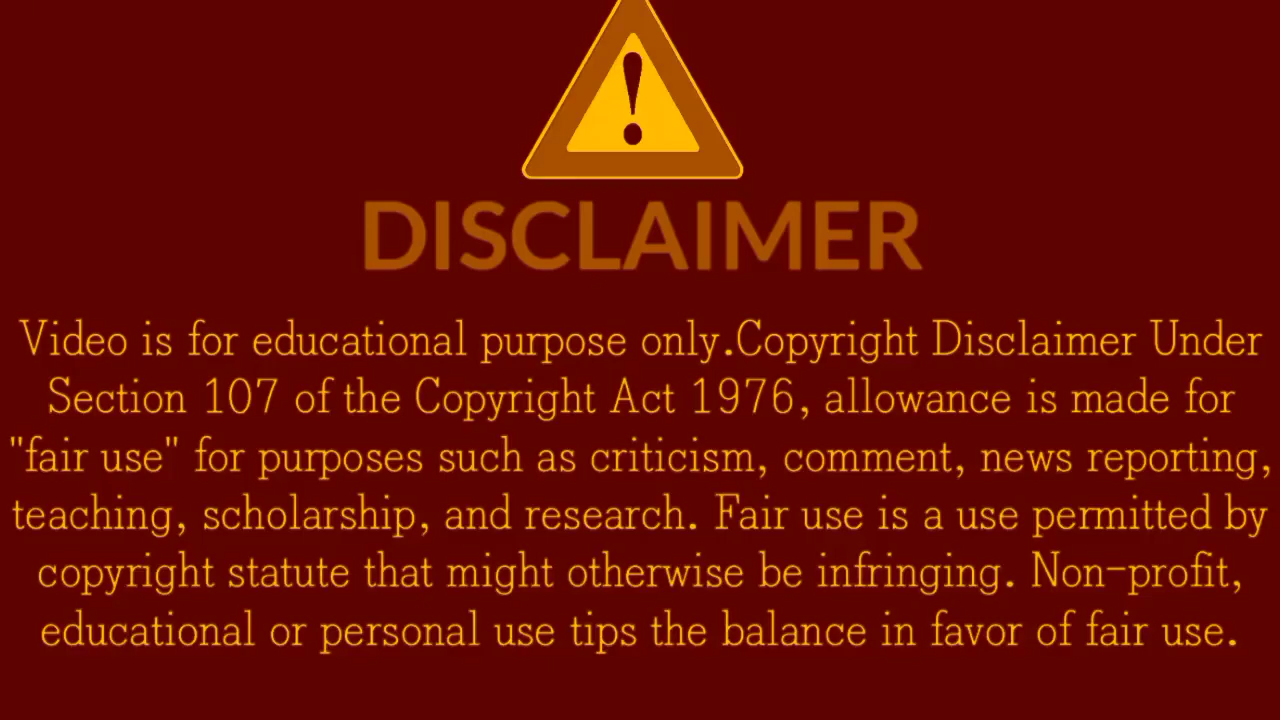 !
DISCLAIMER
Video is for educational purpose only.Copyright Disclaimer Under
Section 107 of the Copyright Act 1976, allowance is made for
"fair use" for purposes such as criticism, comment, news reporting,
teaching, scholarship, and research. Fair use is a use permitted by
copyright statute that might otherwise be infringing. Non-profit,
educational or personal use tips the balance in favor of fair use.